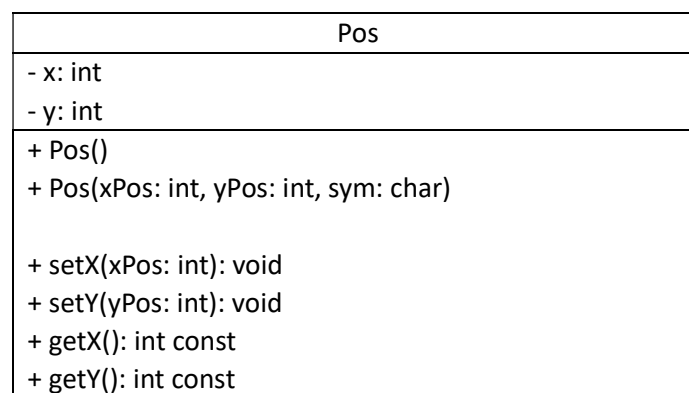 Pos
- x: int
- y: int
+ Pos()
+ Pos(xPos: int, yPos: int, sym: char)
+ setX(xPos: int): void
+ setY(yPos: int): void
+ getX(): int const
+ getY(): int const